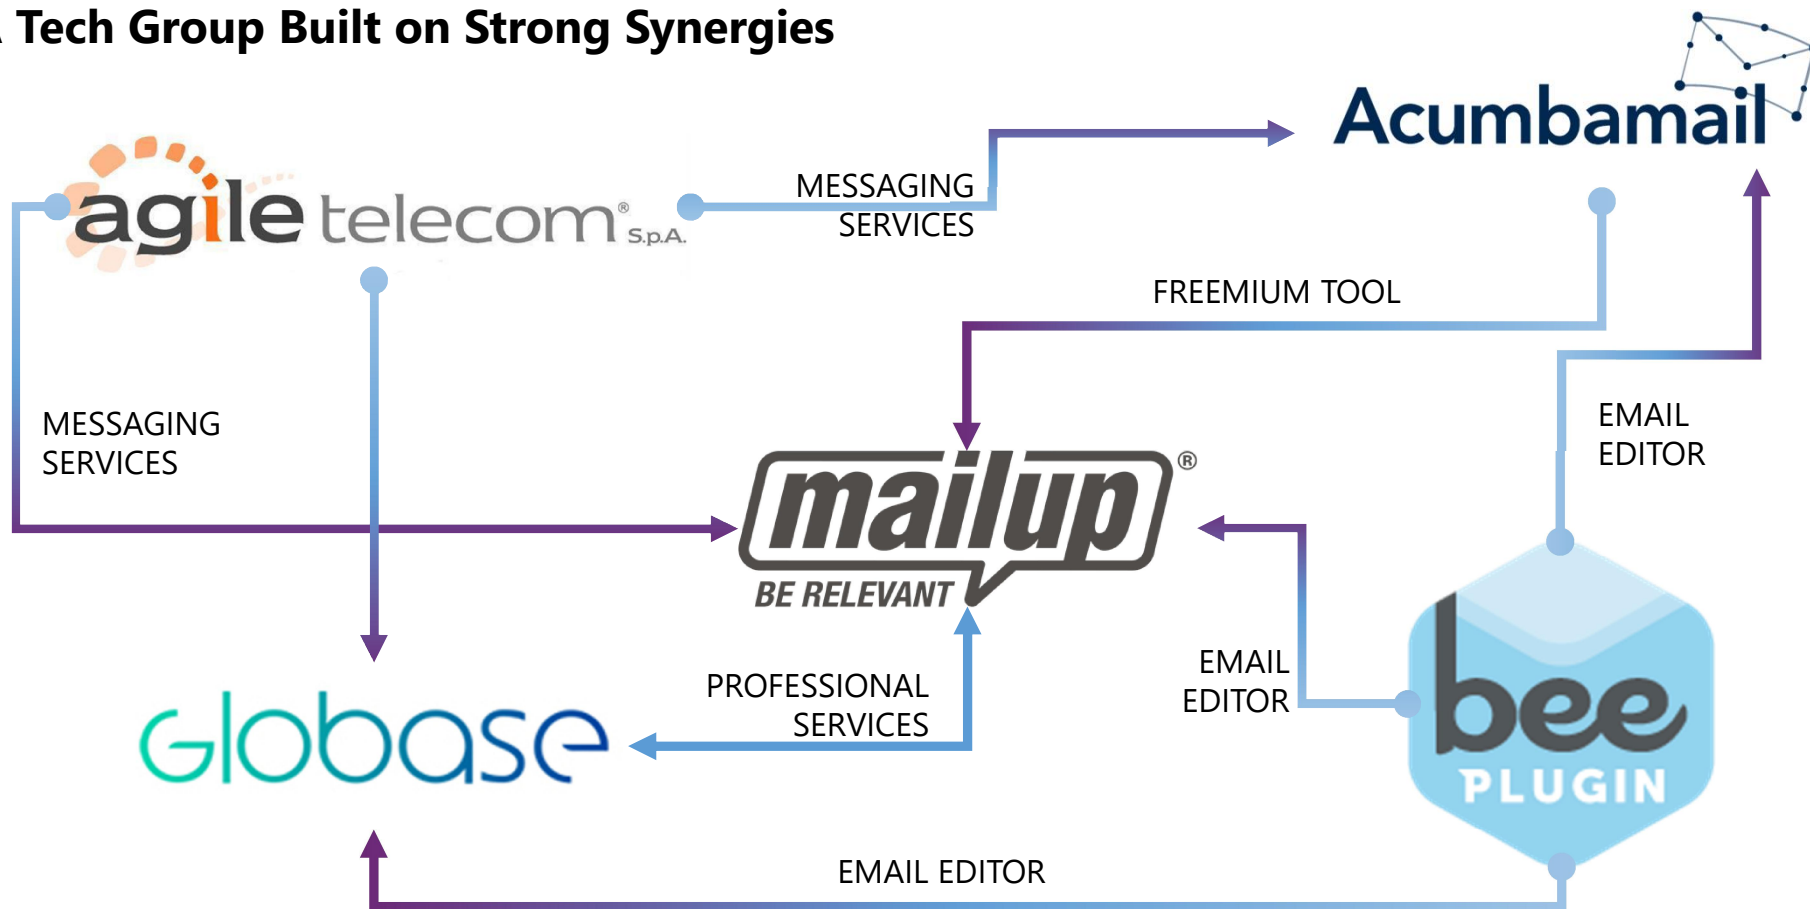 A Tech Group Built on Strong Synergies
Acumbamail
agile telecom® S.p.A.
MESSAGING
SERVICES
FREEMIUM TOOL
MESSAGING
SERVICES
EMAIL
EDITOR
mailup®
BE RELEVANT
EMAIL
EDITOR
PROFESSIONAL
SERVICES
Globase
bee
PLUGIN
EMAIL EDITOR